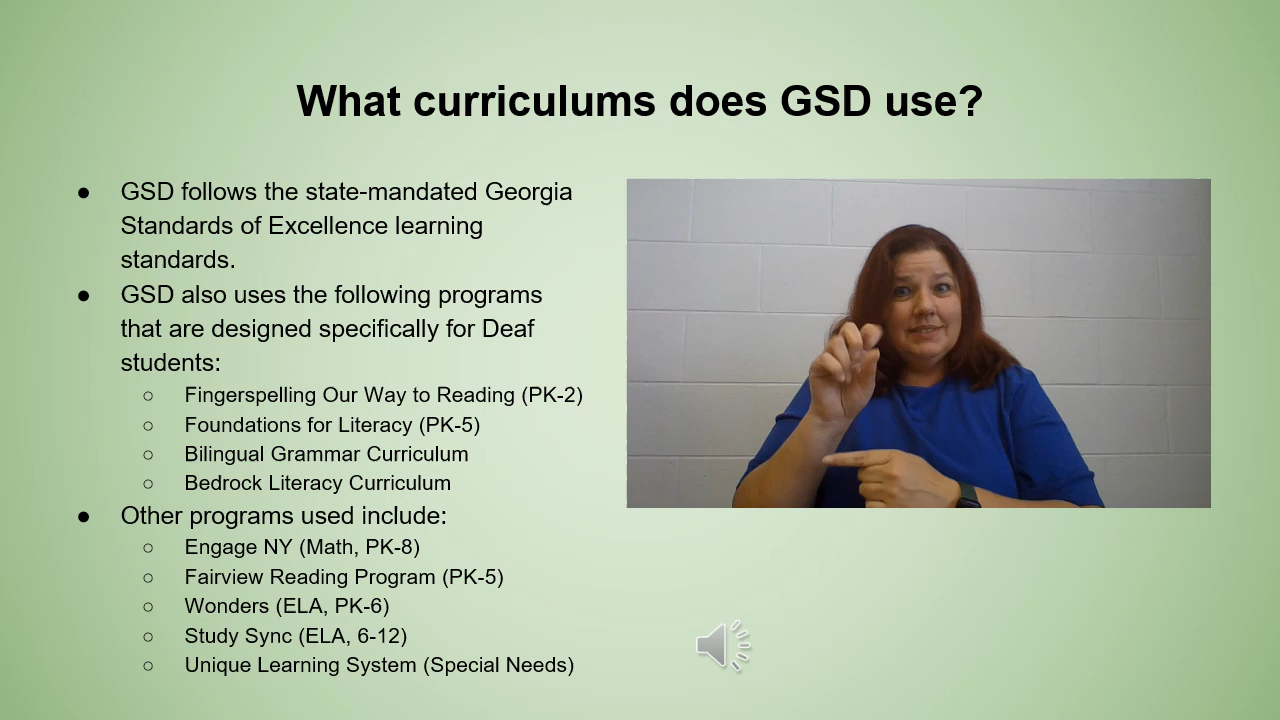 What curriculums does GSD use?
● GSD follows the state-mandated Georgia
Standards of Excellence learning
standards.
● GSD also uses the following programs
that are designed specifically for Deaf
students:
○ Fingerspelling Our Way to Reading (PK-2)
○ Foundations for Literacy (PK-5)
○ Bilingual Grammar Curriculum
○ Bedrock Literacy Curriculum
● Other programs used include:
○ Engage NY (Math, PK-8)
○ Fairview Reading Program (PK-5)
○ Wonders (ELA, PK-6)
○ Study Sync (ELA, 6-12)
○ Unique Learning System (Special Needs)